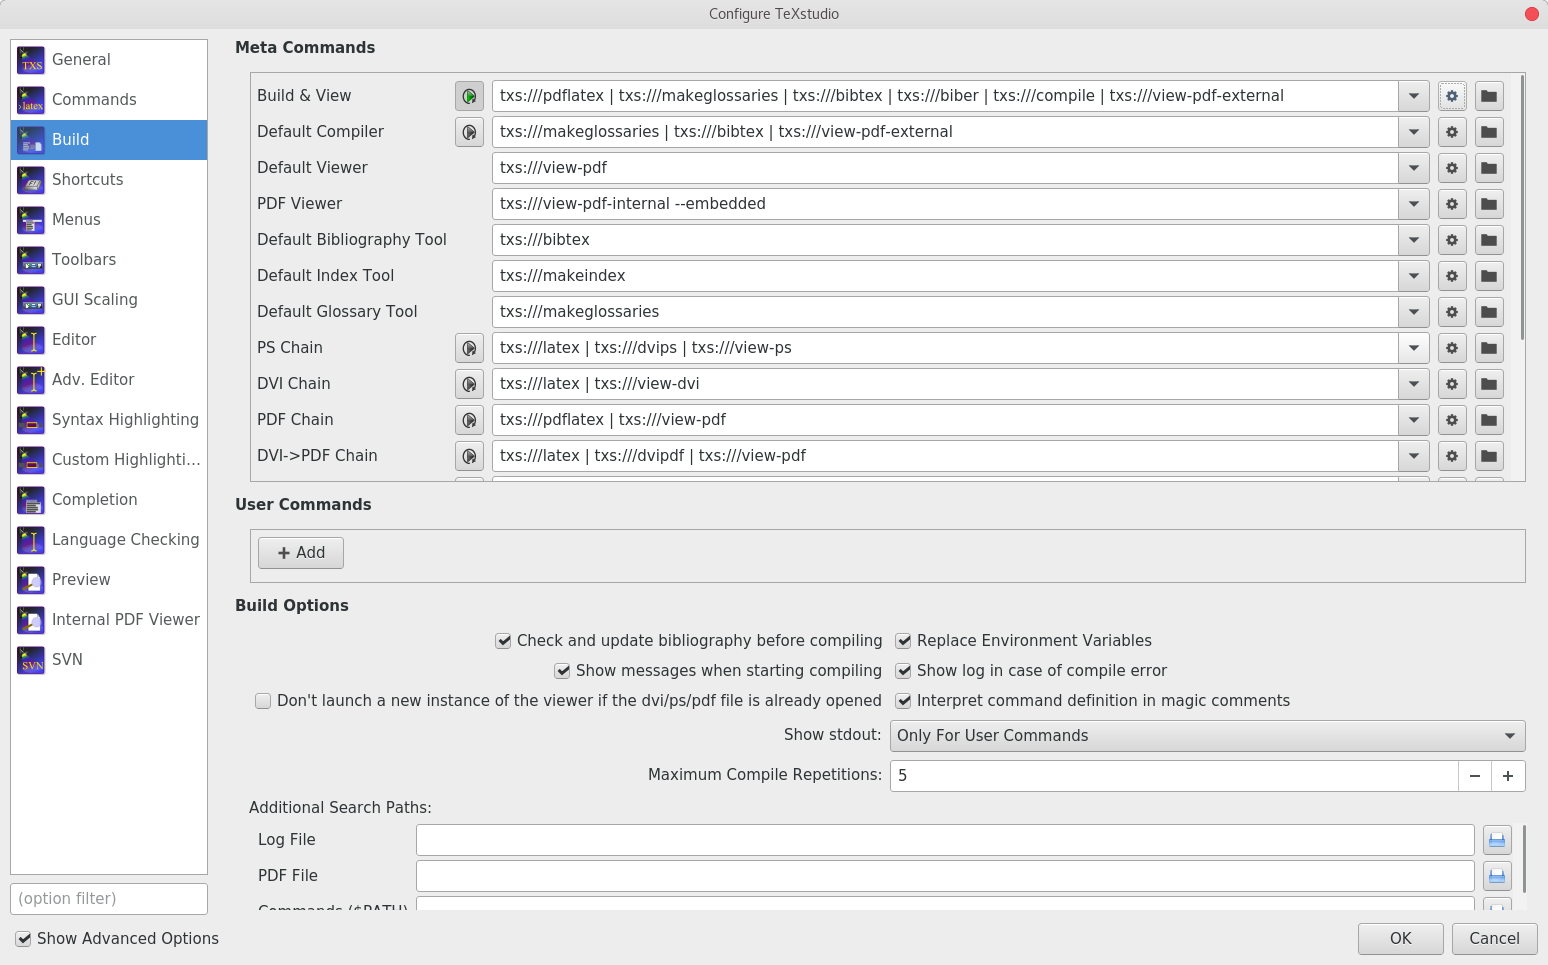 Configure TeXstudio
General
Commands
Build
Shortcuts
Menus
Toolbars
GUI Scaling
Editor
Adv. Editor
Syntax Highlighting
Custom Highlighti...
Completion
Language Checking
Preview
Internal PDF Viewer
SVN
(option filter)
Show Advanced Options
Meta Commands
Build & View txs:///pdflatex | txs:///makeglossaries | txs:///bibtex | txs:///biber | txs:///compile | txs:///view-pdf-external
Default Compiler txs:///makeglossaries | txs:///bibtex | txs:///view-pdf-external
Default Viewer txs:///view-pdf
PDF Viewer txs:///view-pdf-internal --embedded
Default Bibliography Tool txs:///bibtex
Default Index Tool txs:///makeindex
Default Glossary Tool txs:///makeglossaries
PS Chain txs:///latex | txs:///dvips | txs:///view-ps
DVI Chain txs:///latex | txs:///view-dvi
PDF Chain txs:///pdflatex | txs:///view-pdf
DVI->PDF Chain txs:///latex | txs:///dvipdf | txs:///view-pdf
User Commands
+ Add
Build Options
Check and update bibliography before compiling Replace Environment Variables
Show messages when starting compiling Show log in case of compile error
Don't launch a new instance of the viewer if the dvi/ps/pdf file is already opened Interpret command definition in magic comments
Show stdout: Only For User Commands
Maximum Compile Repetitions: 5
Additional Search Paths:
Log File
PDF File
Commands ($PATH)
OK Cancel